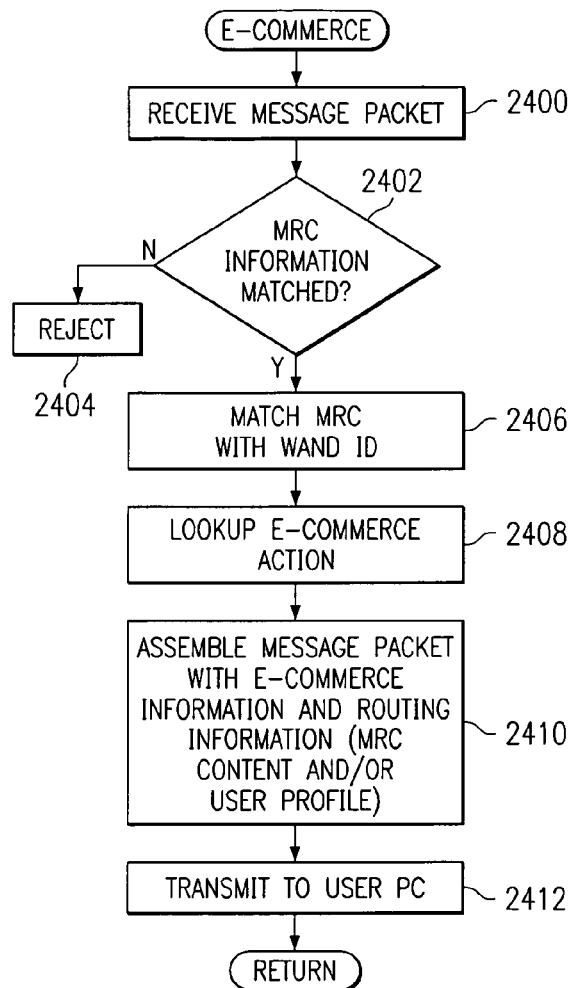 E-COMMERCE
RECEIVE MESSAGE PACKET
2400
2402
MRC
INFORMATION
MATCHED?
N
REJECT
2404
Y
MATCH MRC
WITH WAND ID
2406
LOOKUP E-COMMERCE
ACTION
2408
ASSEMBLE MESSAGE PACKET
WITH E-COMMERCE
INFORMATION AND ROUTING
INFORMATION (MRC
CONTENT AND/OR
USER PROFILE)
2410
TRANSMIT TO USER PC
2412
RETURN